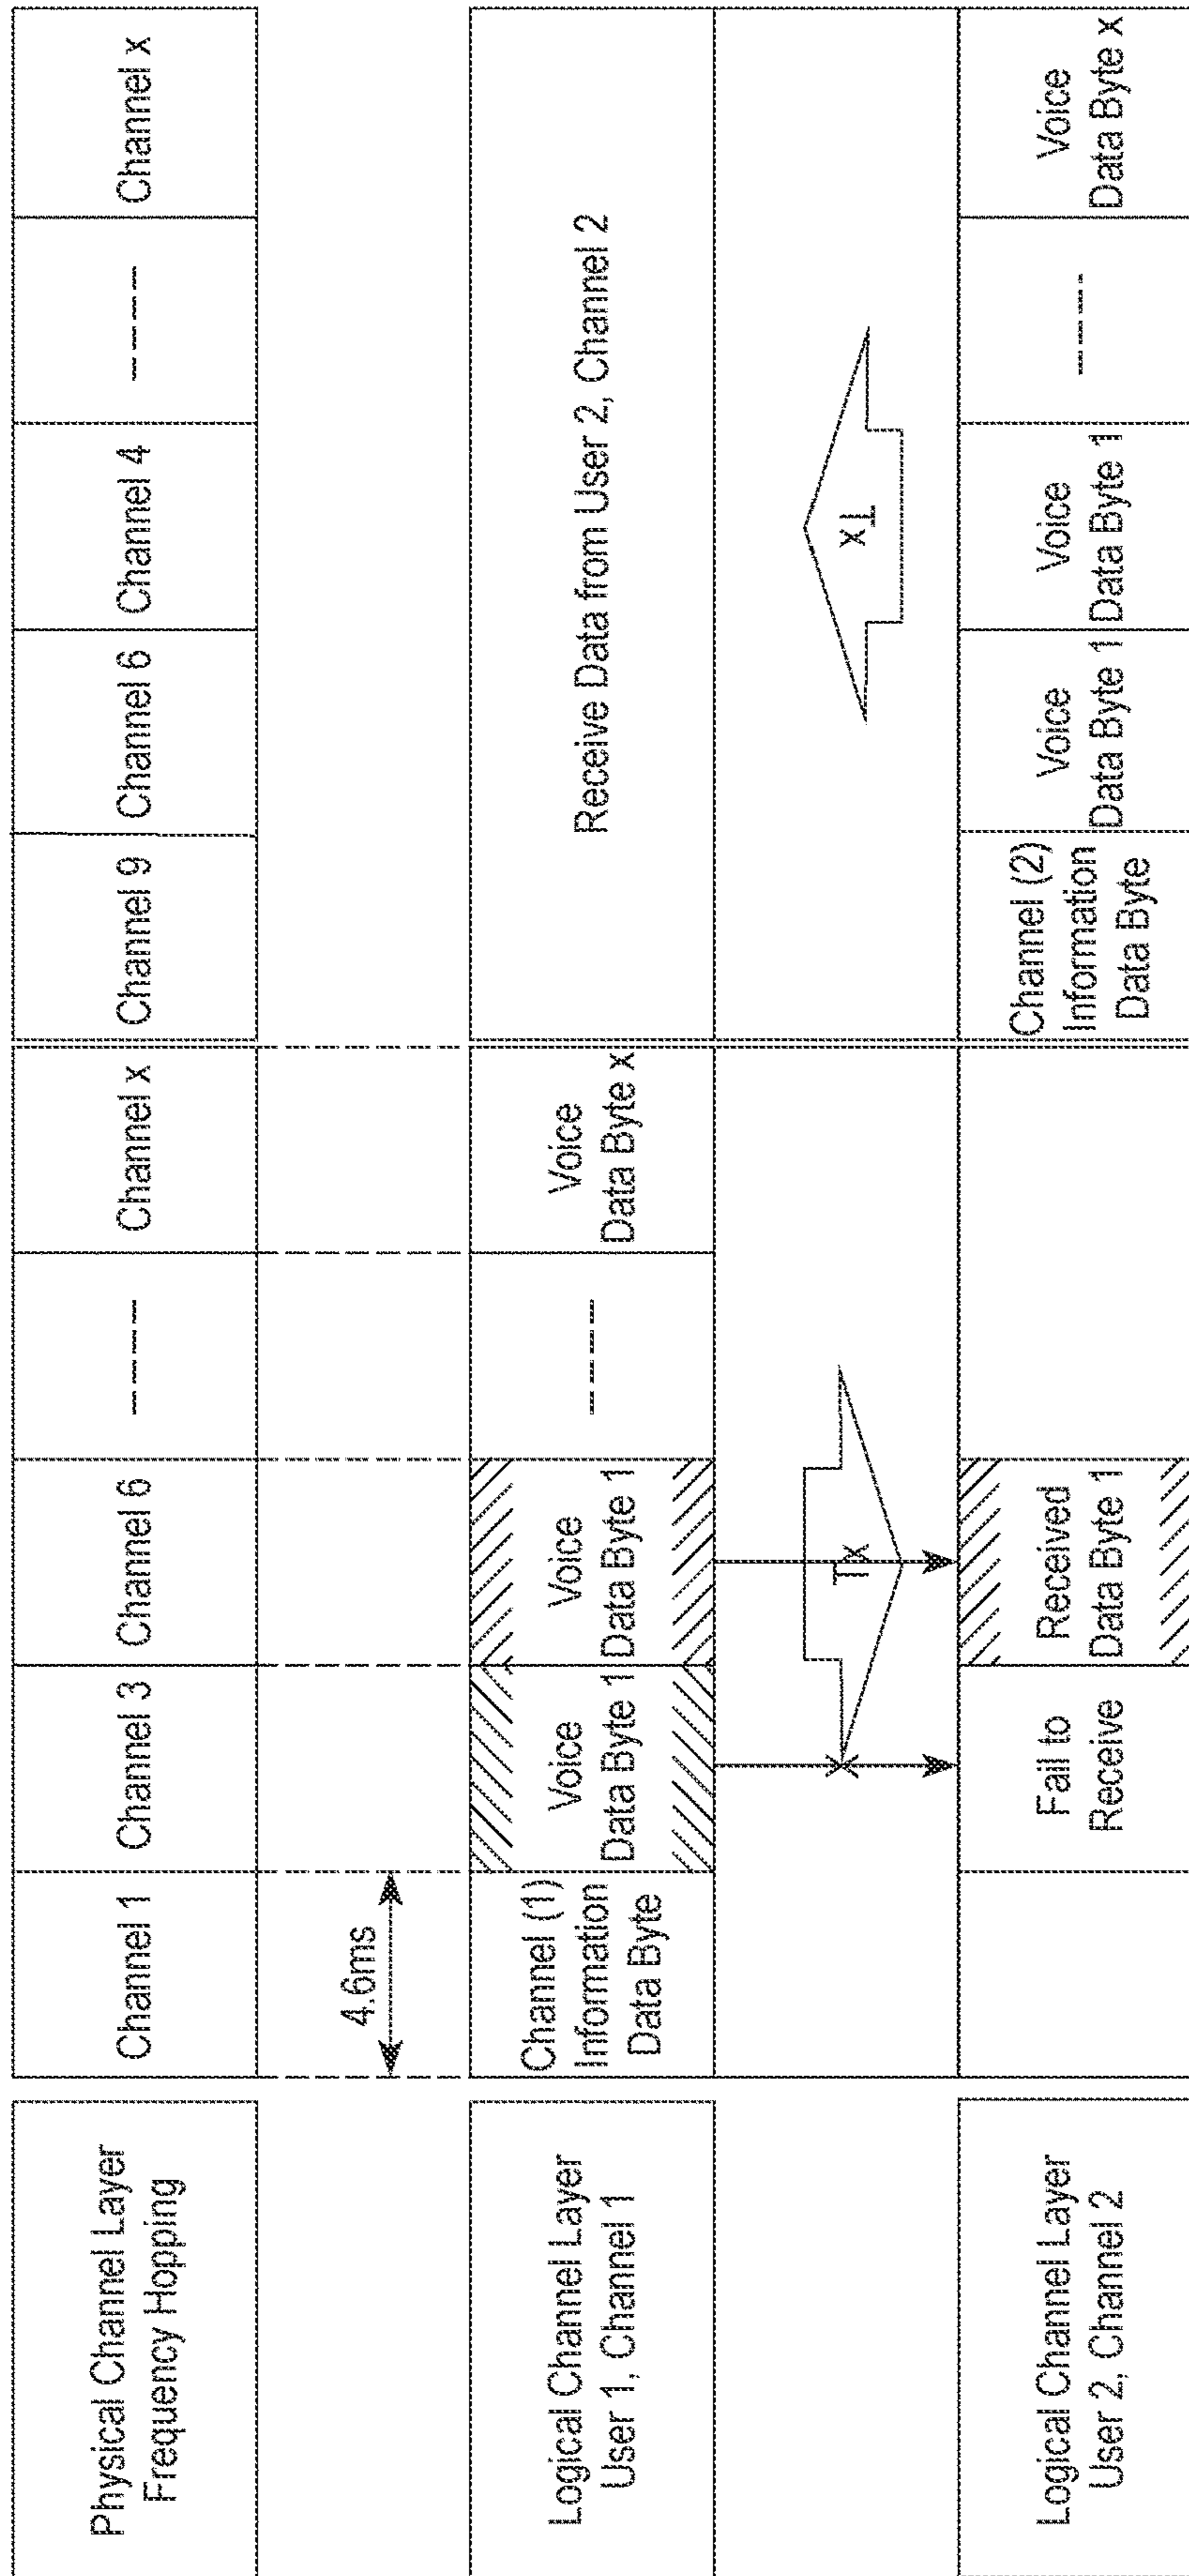 Physical Channel Layer
Frequency Hopping
Channel 1
Channel 3
Channel 6
-----
Channel x
Channel 9
Channel 6
Channel 4
-----
Channel x
4.6ms
Logical Channel Layer
User 1, Channel 1
Channel (1)
Information
Data Byte
Voice
Data Byte 1
Voice
Data Byte 1
-----
Voice
Data Byte x
Receive Data from User 2, Channel 2
Tx
Tx
Logical Channel Layer
User 2, Channel 2
Fail to
Receive
Received
Data Byte 1
Channel (2)
Information
Data Byte
Voice
Data Byte 1
Voice
Data Byte 1
-----
Voice
Data Byte x